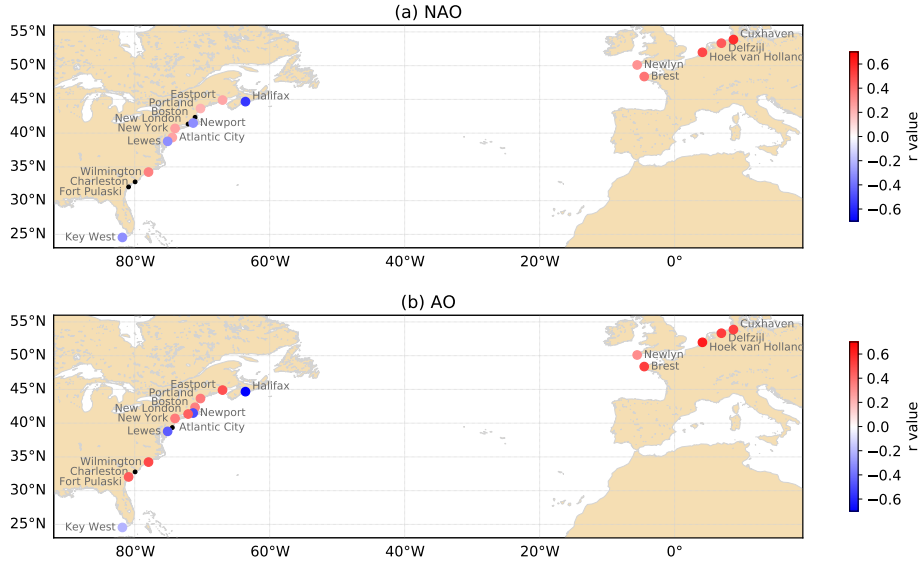 (a) NAO
55°N
50°N
45°N
40°N
35°N
30°N
25°N
80°W
60°W
40°W
20°W
0°
Cuxhaven
Delfzijl
Hoek van Holland
Newlyn
Brest
Eastport
Halifax
Portland
Boston
New London
Newport
New York
Atlantic City
Lewes
Wilmington
Charleston
Fort Pulaski
Key West
0.6
0.4
0.2
0.0
−0.2
−0.4
−0.6
r value
(b) AO
55°N
50°N
45°N
40°N
35°N
30°N
25°N
80°W
60°W
40°W
20°W
0°
Cuxhaven
Delfzijl
Hoek van Holland
Newlyn
Brest
Eastport
Halifax
Portland
Boston
New London
Newport
New York
Atlantic City
Lewes
Wilmington
Charleston
Fort Pulaski
Key West
0.6
0.4
0.2
0.0
−0.2
−0.4
−0.6
r value